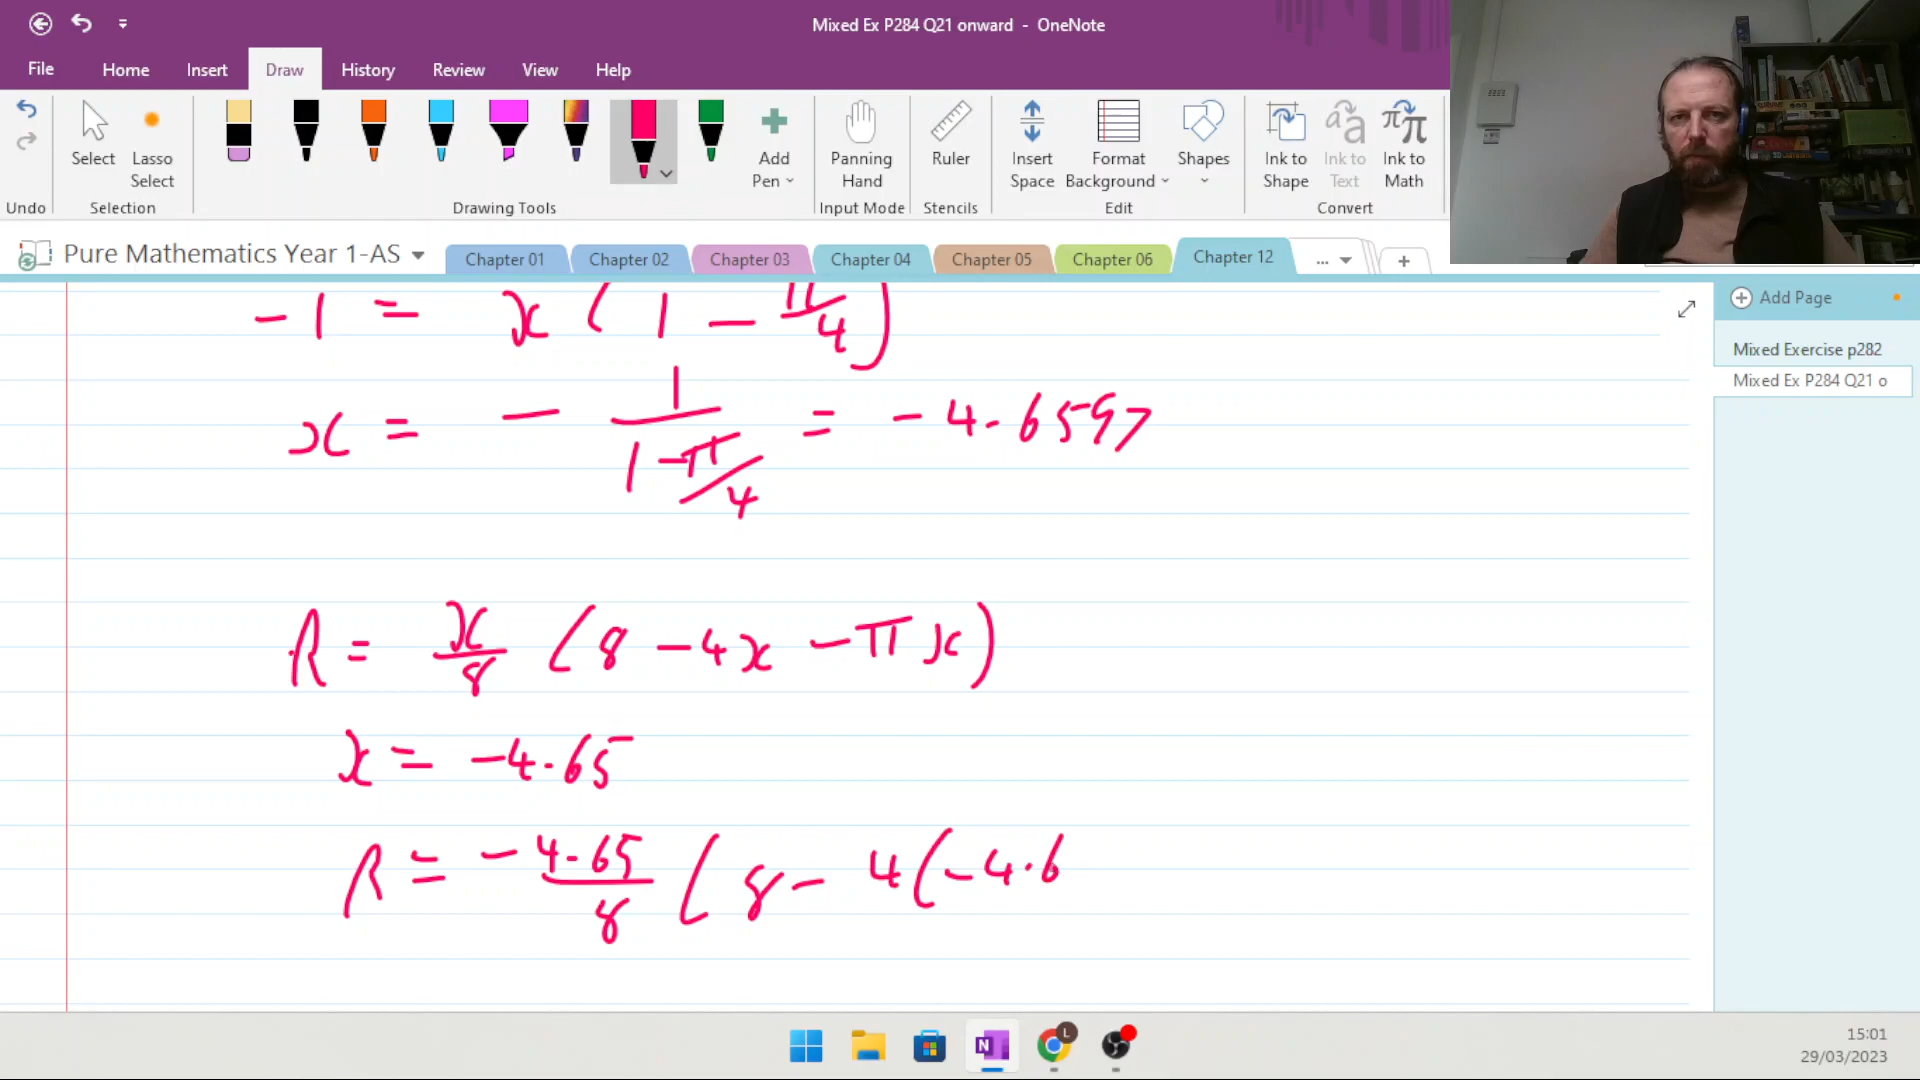 Mixed Ex P284 Q21 onward - OneNote
File Home Insert Draw History Review View Help
Undo
Select
Lasso Select
Selection
Drawing Tools
Add Pen
Panning Hand
Input Mode
Ruler
Stencils
Insert Space
Format Background
Shapes
Edit
Ink to Shape
Ink to Text
Ink to Math
Convert
Pure Mathematics Year 1-AS
Chapter 01 Chapter 02 Chapter 03 Chapter 04 Chapter 05 Chapter 06 Chapter 12 ...
Add Page
Mixed Exercise p282
Mixed Ex P284 Q21 o
-1 = x(1 - π/4)
x = - 1/(1 - π/4) = -4.6597
R = x/8 (8 - 4x - πx)
x = -4.65
R = -4.65/8 (8 - 4(-4.6
L
N
15:01
29/03/2023